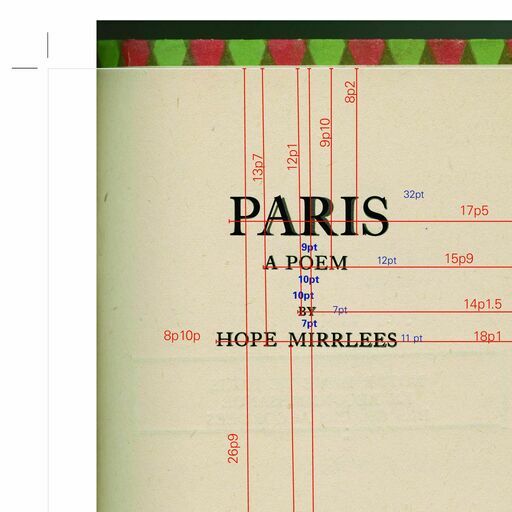 8p2
9p10
12p1
13p7
32pt
PARIS
17p5
9pt
A POEM
12pt
15p9
10pt
10pt
14p1.5
BY
7pt
7pt
8p10p
HOPE MIRRLEES
11 pt
18p1
26p9